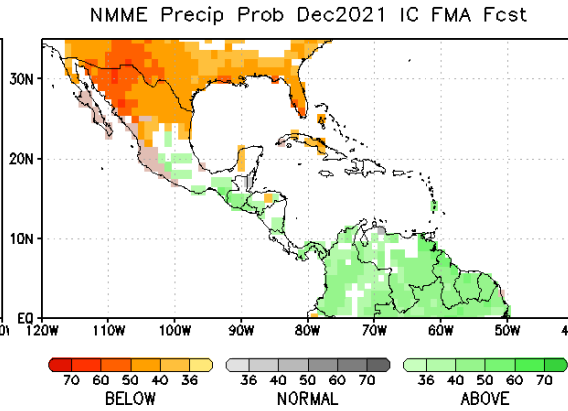 NMME Precip Prob Dec2021 IC FMA Fcst
30N
20N
10N
EQ
120W 110W 100W 90W 80W 70W 60W 50W 4
70 60 50 40 36 36 40 50 60 70 36 40 50 60 70
BELOW NORMAL ABOVE